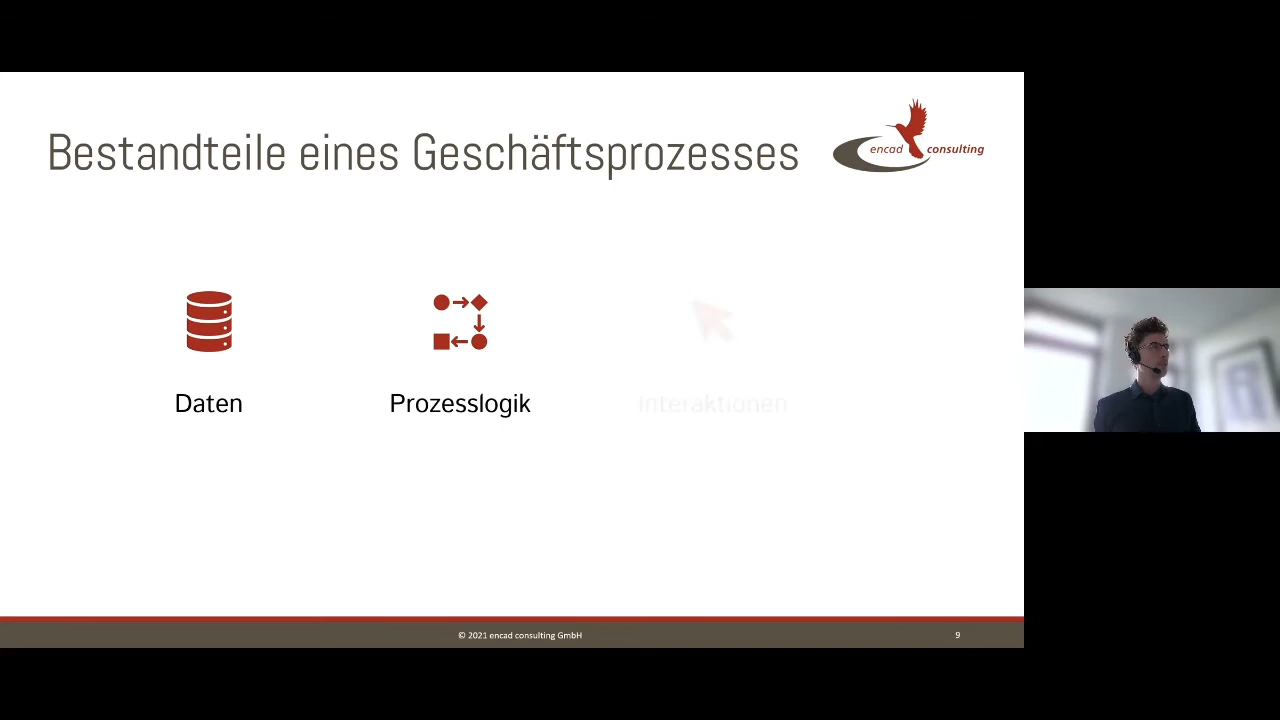 Bestandteile eines Geschäftsprozesses
encad consulting
Daten
Prozesslogik
Interaktionen
© 2021 encad consulting GmbH
9